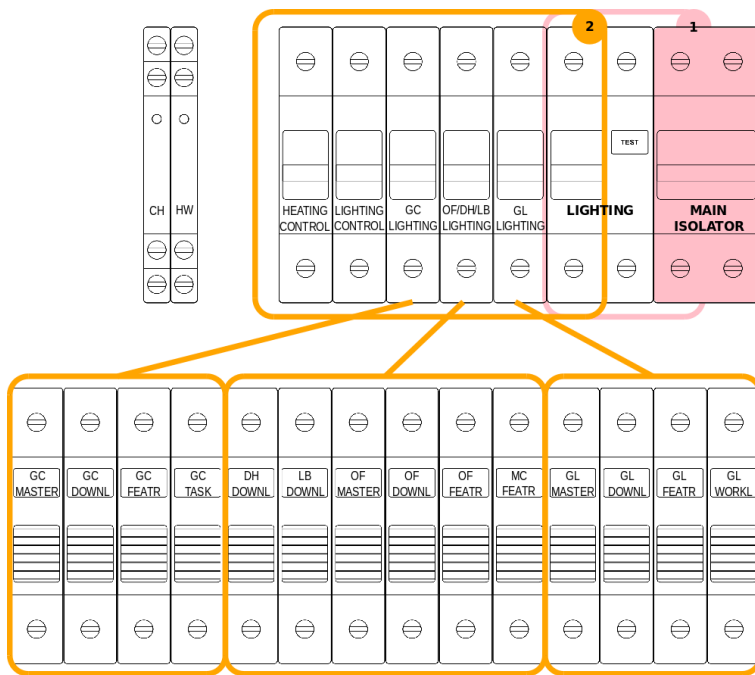 2
1
TEST
CH
HW
HEATING
CONTROL
LIGHTING
CONTROL
GC
LIGHTING
OF/DH/LB
LIGHTING
GL
LIGHTING
LIGHTING
MAIN
ISOLATOR
GC
MASTER
GC
DOWNL
GC
FEATR
GC
TASK
DH
DOWNL
LB
DOWNL
OF
MASTER
OF
DOWNL
OF
FEATR
MC
FEATR
GL
MASTER
GL
DOWNL
GL
FEATR
GL
WORKL